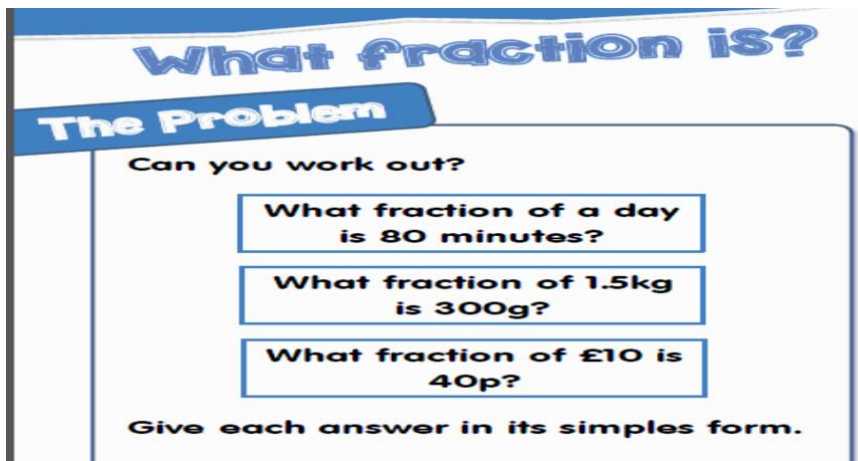 What fraction is?
The Problem
Can you work out?
What fraction of a day
is 80 minutes?
What fraction of 1.5kg
is 300g?
What fraction of £10 is
40p?
Give each answer in its simples form.